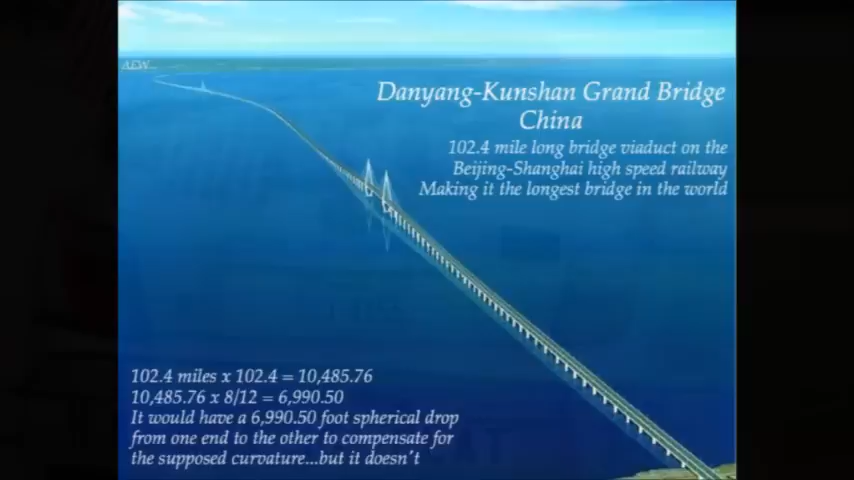 AEW...
Danyang-Kunshan Grand Bridge
China
102.4 mile long bridge viaduct on the
Beijing-Shanghai high speed railway
Making it the longest bridge in the world
102.4 miles x 102.4 = 10,485.76
10,485.76 x 8/12 = 6,990.50
It would have a 6,990.50 foot spherical drop
from one end to the other to compensate for
the supposed curvature...but it doesn't